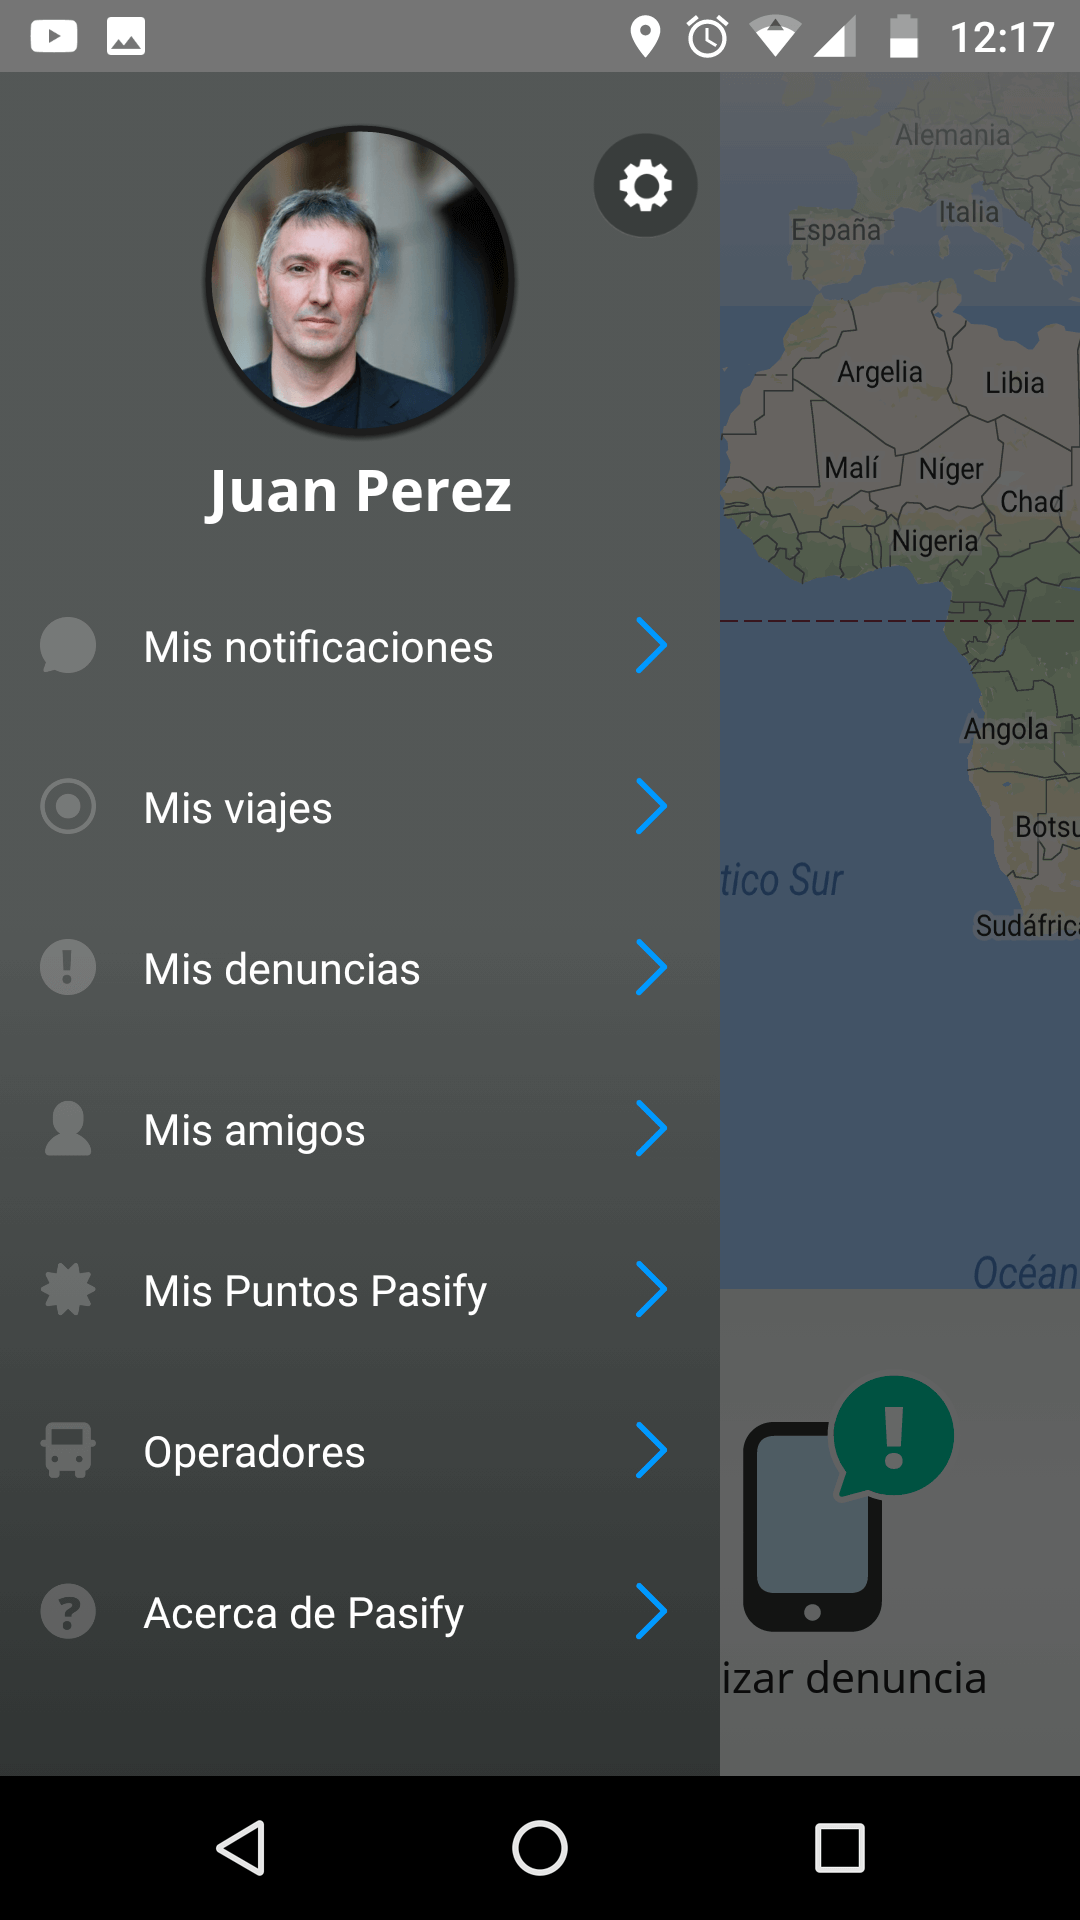 12:17
Juan Perez
Mis notificaciones
Mis viajes
Mis denuncias
Mis amigos
Mis Puntos Pasify
Operadores
Acerca de Pasify
Alemania
Italia
España
Argelia
Libia
Malí
Níger
Chad
Nigeria
Angola
Botsu
tico Sur
Sudáfrica
Océan
izar denuncia